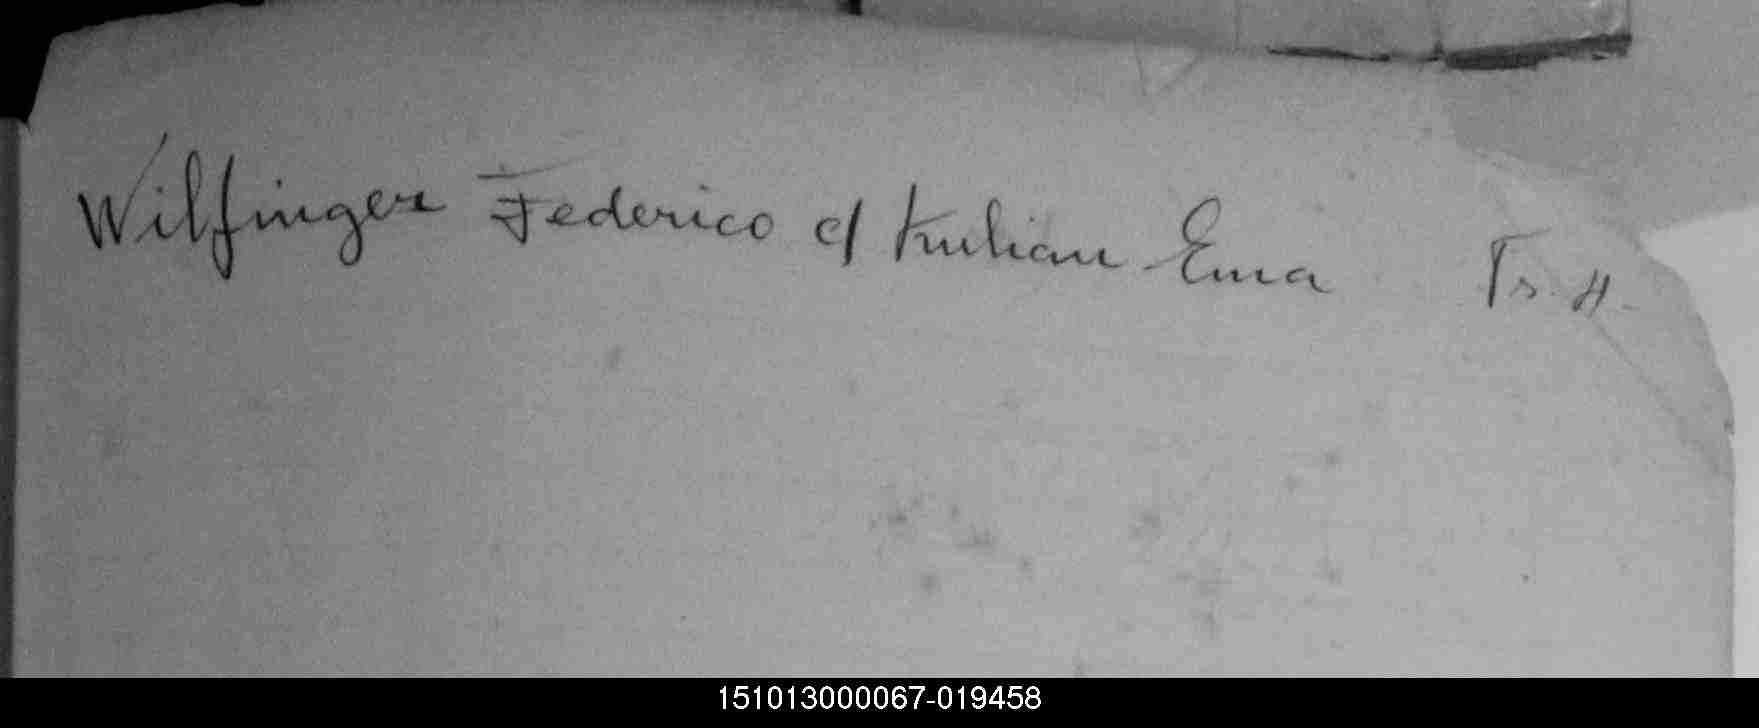 Wilfinger Federico c/ Kulian Ema Ts. H.
151013000067-019458